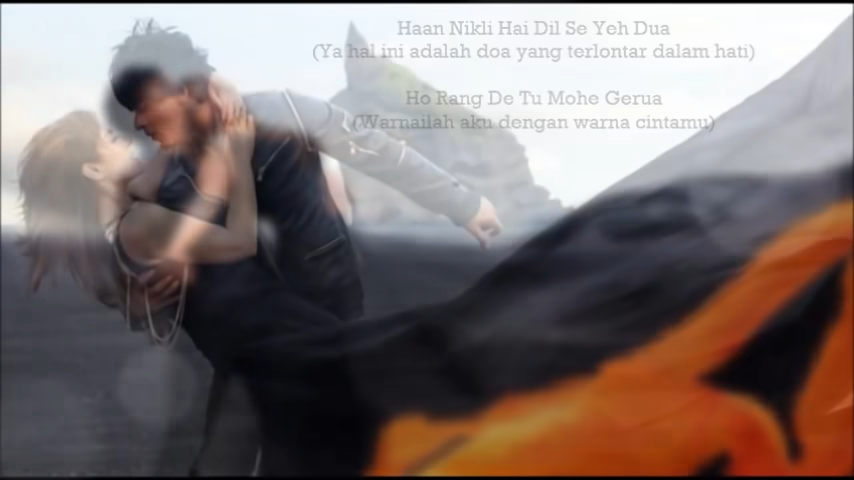 Haan Nikli Hai Dil Se Yeh Dua
(Ya hal ini adalah doa yang terlontar dalam hati)
Ho Rang De Tu Mohe Gerua
(Warnailah aku dengan warna cintamu)